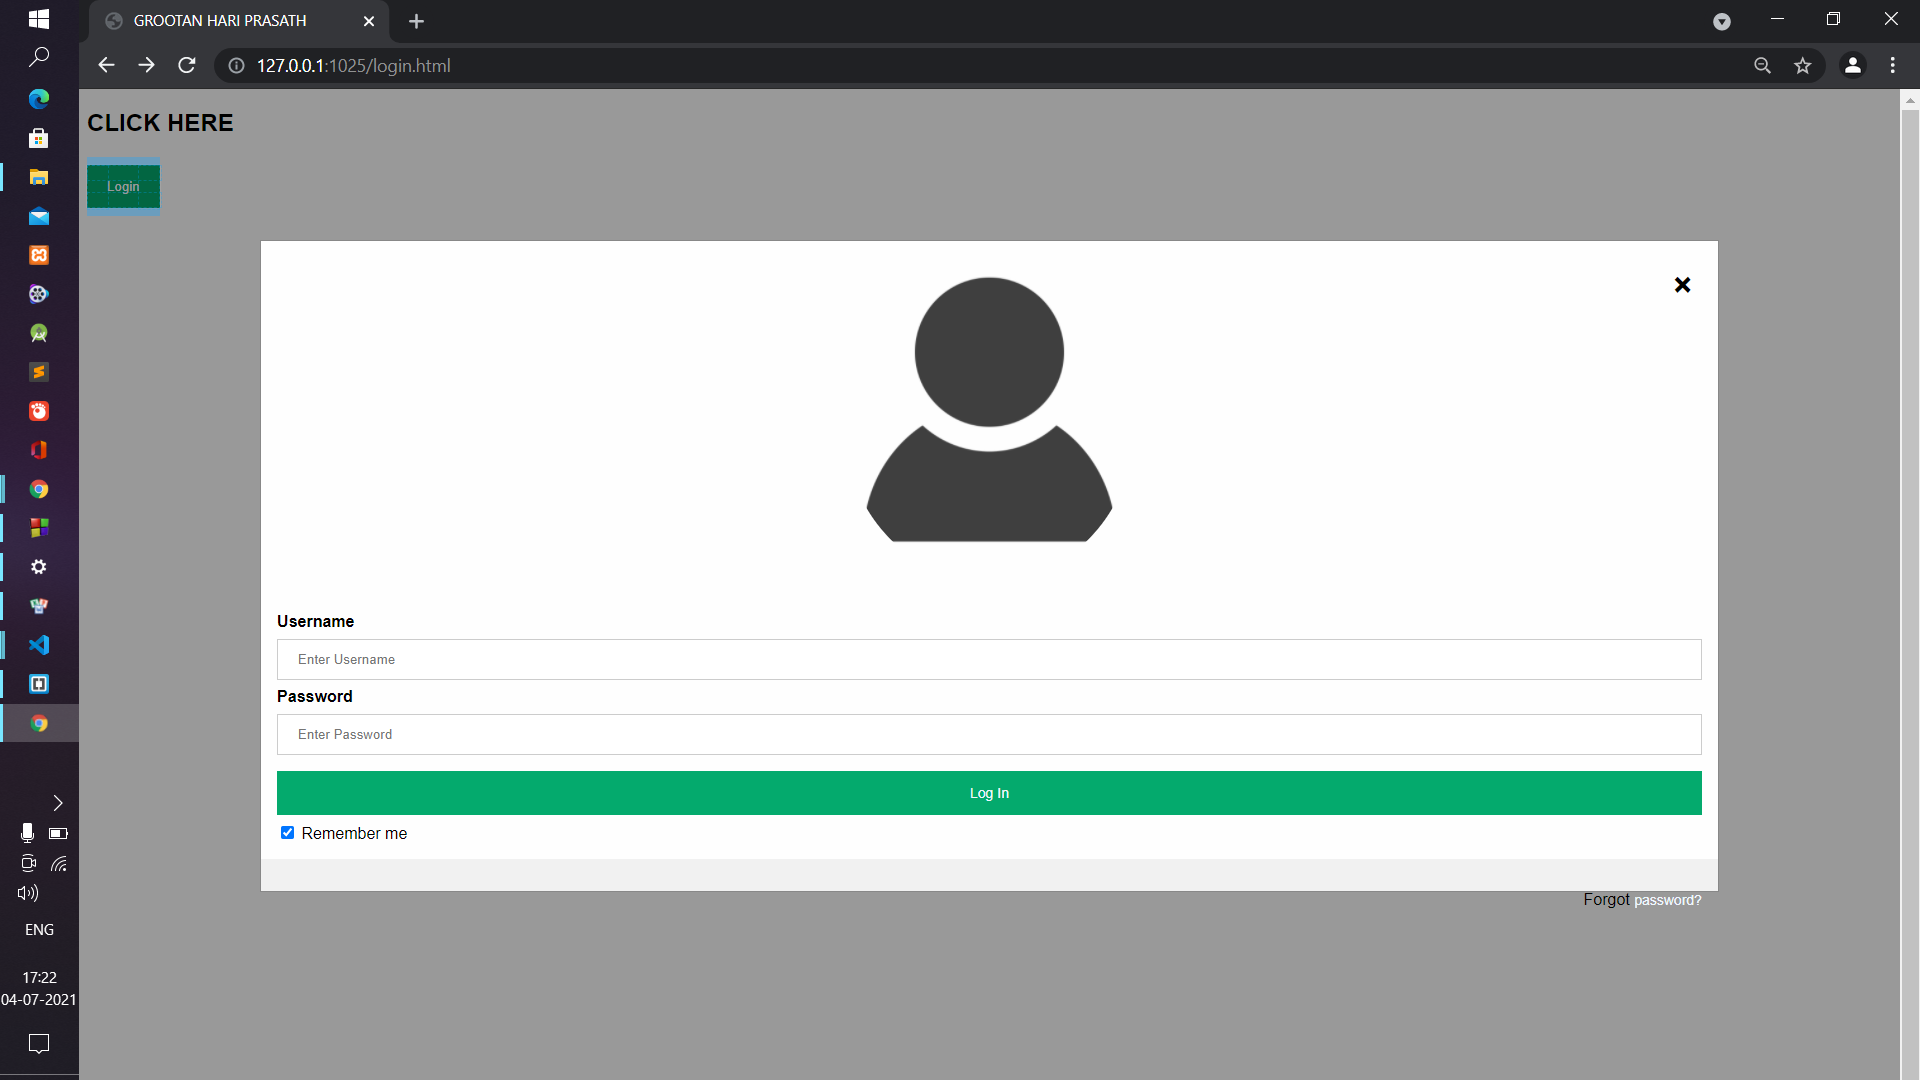 GROOTAN HARI PRASATH
127.0.0.1:1025/login.html
CLICK HERE
Login
Username
Enter Username
Password
Enter Password
Log In
Remember me
Forgot password?
ENG
17:22
04-07-2021